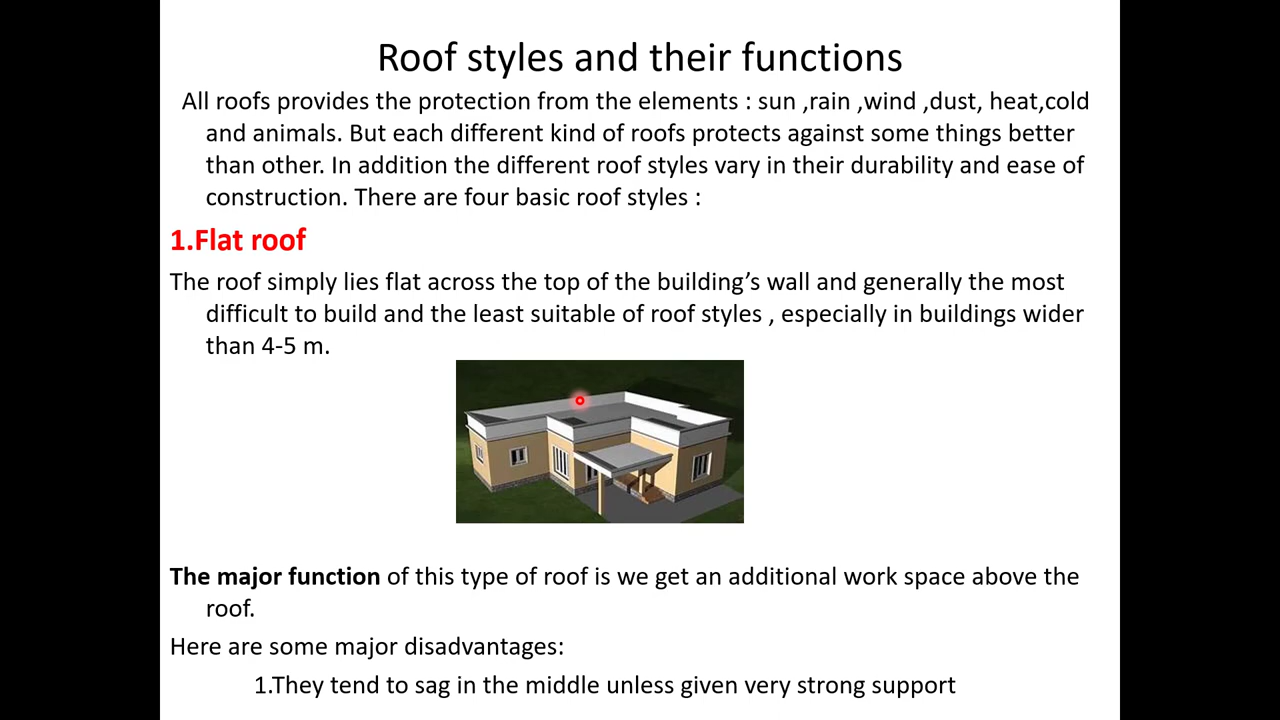 Roof styles and their functions
All roofs provides the protection from the elements : sun ,rain ,wind ,dust, heat,cold
and animals. But each different kind of roofs protects against some things better
than other. In addition the different roof styles vary in their durability and ease of
construction. There are four basic roof styles :
1.Flat roof
The roof simply lies flat across the top of the building’s wall and generally the most
difficult to build and the least suitable of roof styles , especially in buildings wider
than 4-5 m.
The major function of this type of roof is we get an additional work space above the
roof.
Here are some major disadvantages:
1.They tend to sag in the middle unless given very strong support